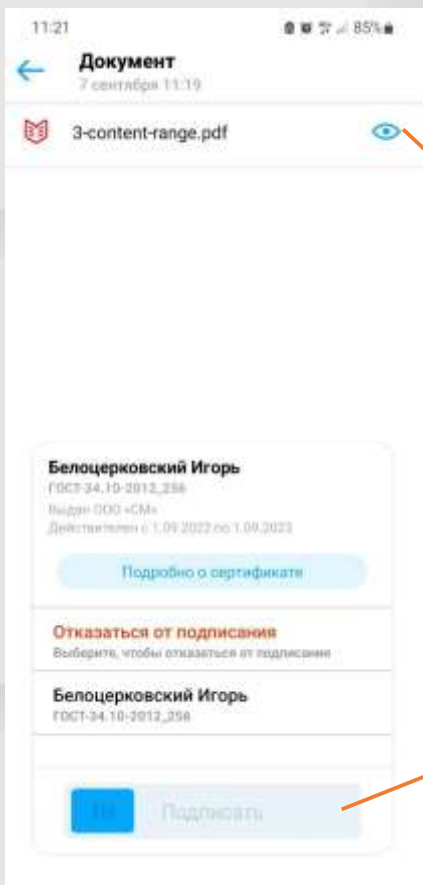 11:21 85%
Документ
7 сентября 11:19
3-content-range.pdf
Белоцерковский Игорь
ГОСТ-34.10-2012_256
Выдан ООО «СМ»
Действителен с 1.09.2022 по 1.09.2023
Подробно о сертификате
Отказаться от подписания
Выберите, чтобы отказаться от подписания
Белоцерковский Игорь
ГОСТ-34.10-2012_256
Подписать